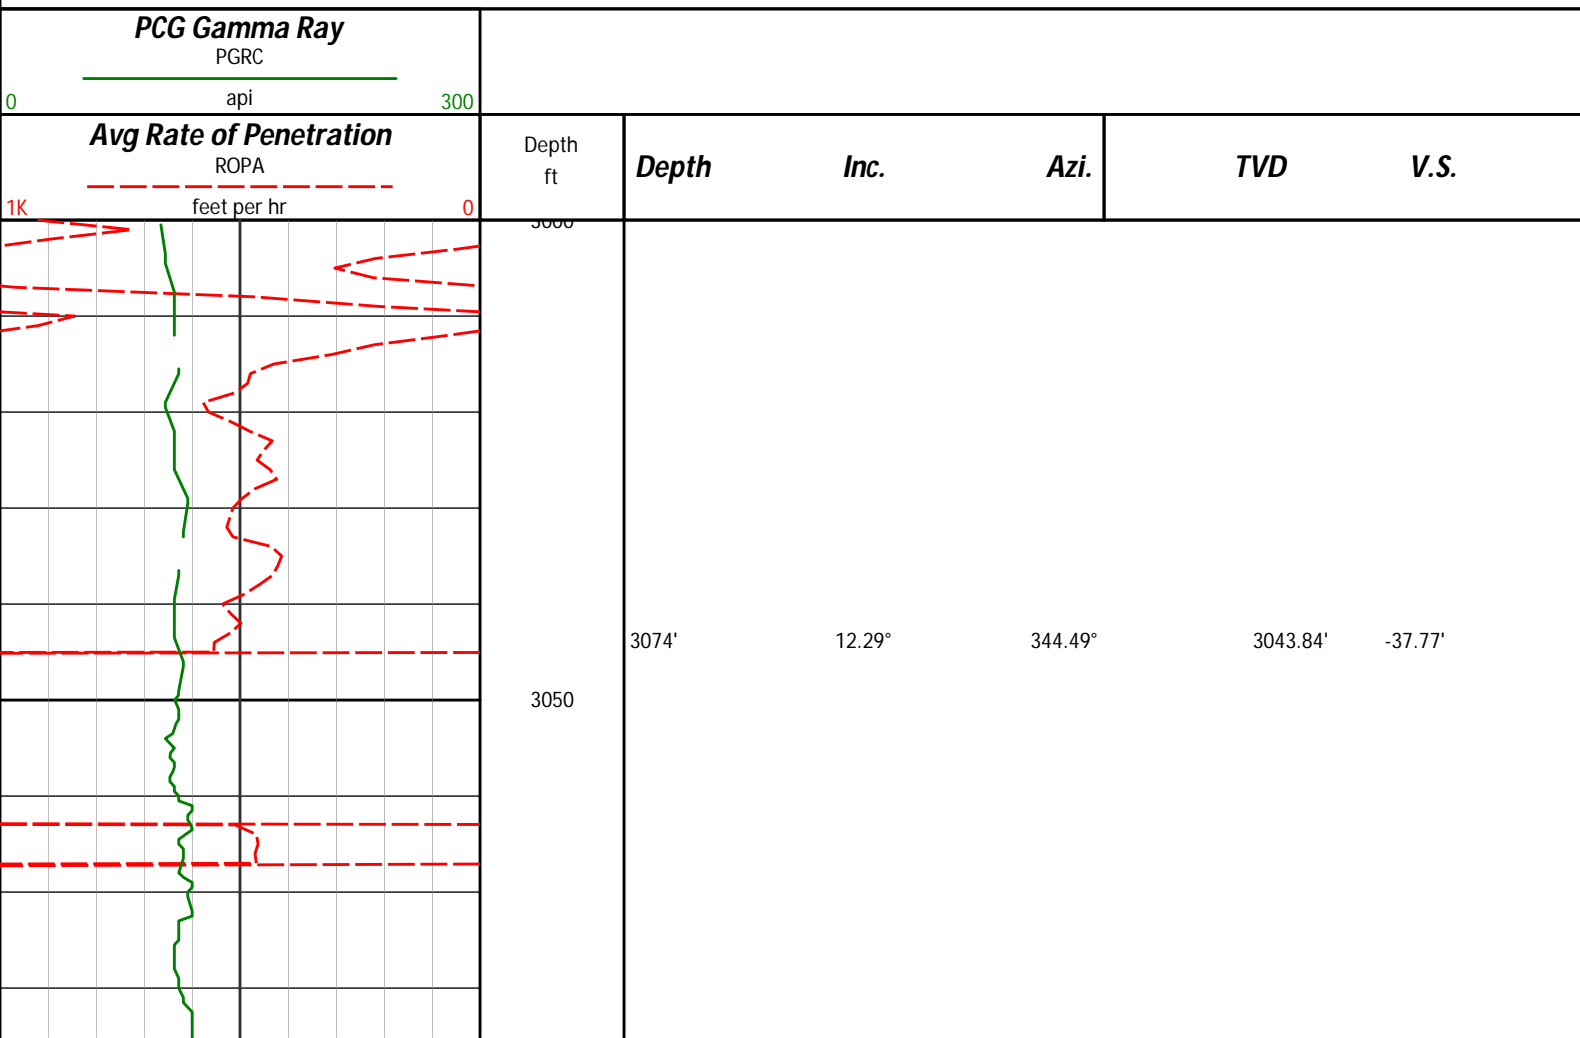 PCG Gamma Ray
PGRC
api
0 300
Avg Rate of Penetration
ROPA
feet per hr
1K 0
Depth
ft
Depth Inc. Azi. TVD V.S.
3000
3074' 12.29° 344.49° 3043.84' -37.77'
3050